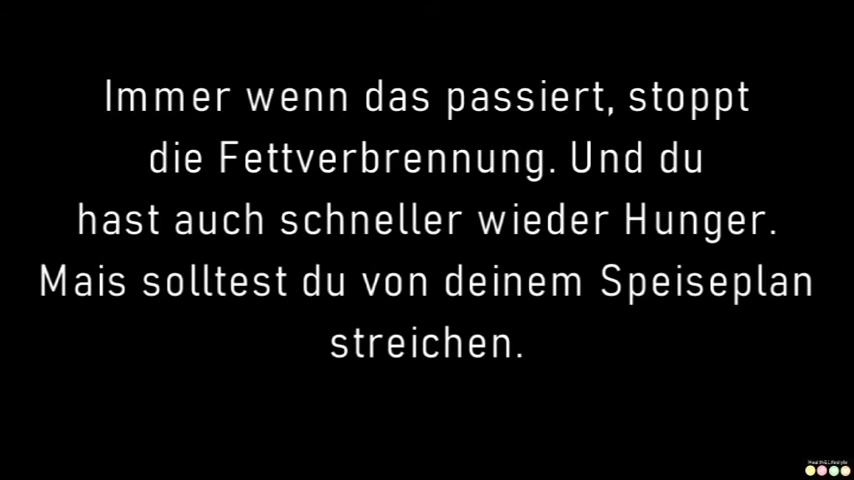 Immer wenn das passiert, stoppt
die Fettverbrennung. Und du
hast auch schneller wieder Hunger.
Mais solltest du von deinem Speiseplan
streichen.